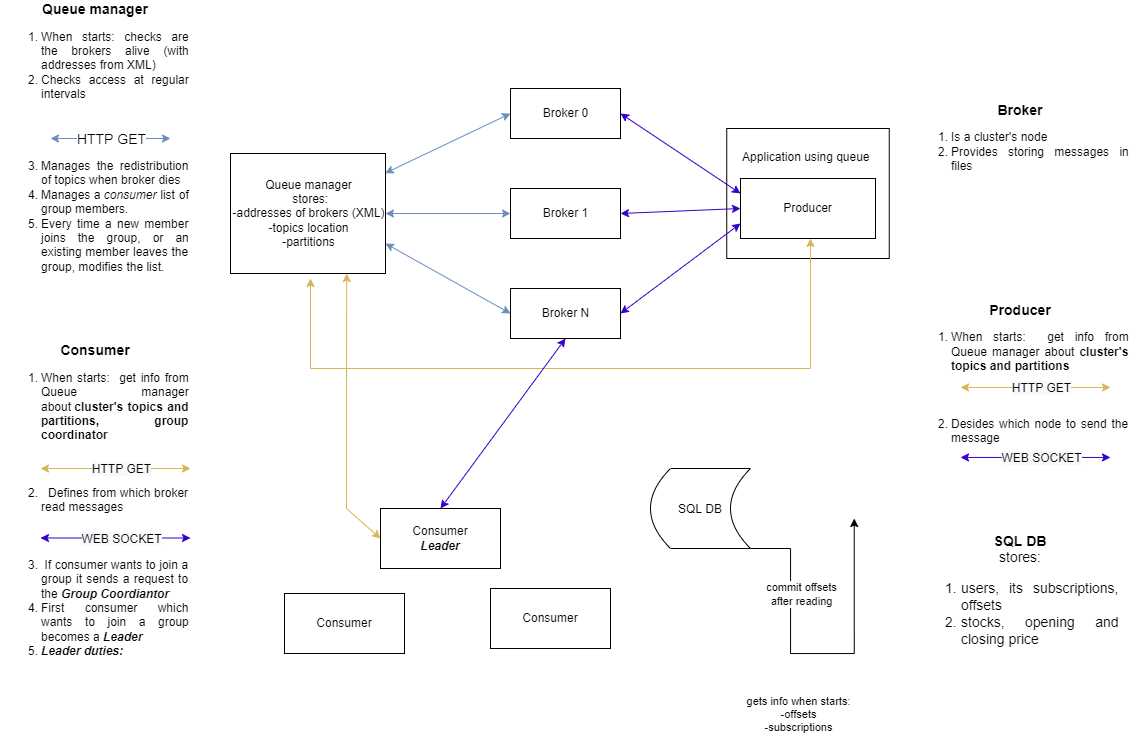 Queue manager
1. When starts: checks are
the brokers alive (with
addresses from XML)
2. Checks access at regular
intervals
HTTP GET
3. Manages the redistribution
of topics when broker dies
4. Manages a consumer list of
group members.
5. Every time a new member
joins the group, or an
existing member leaves the
group, modifies the list.
Consumer
1. When starts: get info from
Queue manager
about cluster's topics and
partitions, group
coordinator
HTTP GET
2. Defines from which broker
read messages
WEB SOCKET
3. If consumer wants to join a
group it sends a request to
the Group Coordiantor
4. First consumer which
wants to join a group
becomes a Leader
5. Leader duties:
Queue manager
stores:
-addresses of brokers (XML)
-topics location
-partitions
Broker 0
Broker 1
Broker N
Application using queue
Producer
Consumer
Leader
Consumer
Consumer
SQL DB
commit offsets
after reading
gets info when starts:
-offsets
-subscriptions
Broker
1. Is a cluster's node
2. Provides storing messages in
files
Producer
1. When starts: get info from
Queue manager about cluster's
topics and partitions
HTTP GET
2. Desides which node to send the
message
WEB SOCKET
SQL DB
stores:
1. users, its subscriptions,
offsets
2. stocks, opening and
closing price